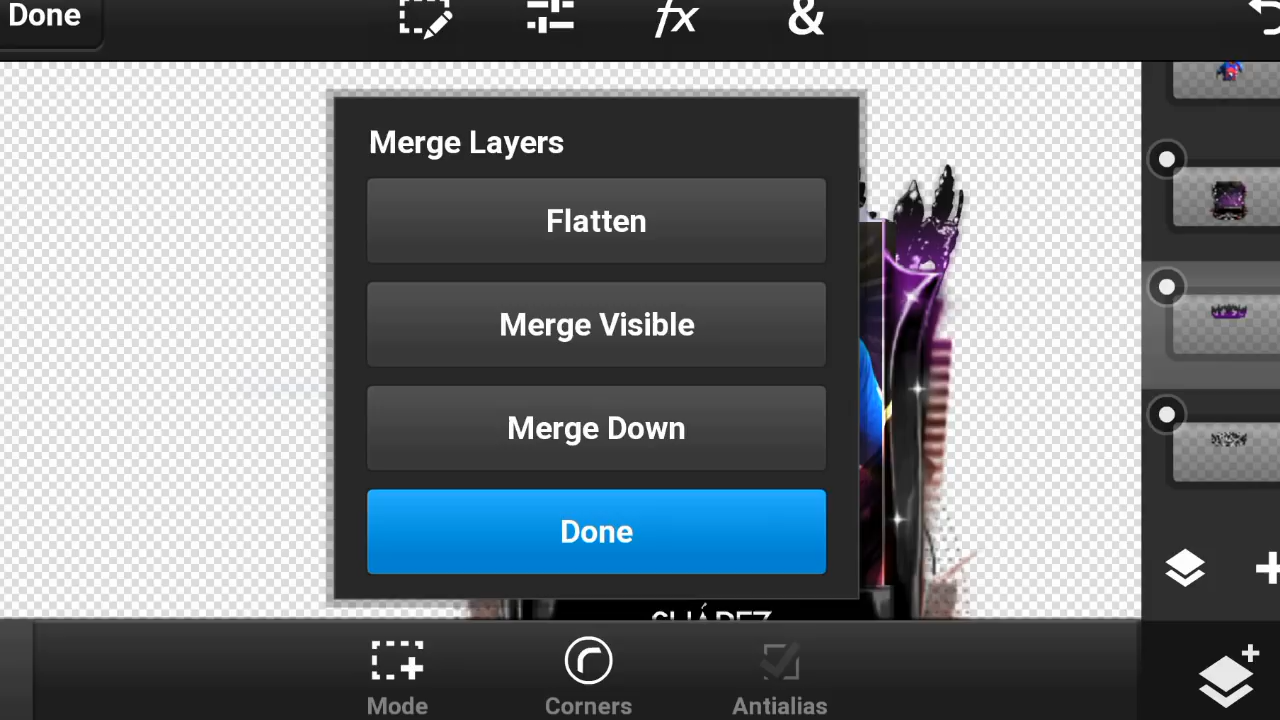 Done
fx
&
Merge Layers
Flatten
Merge Visible
Merge Down
Done
Mode
Corners
Antialias